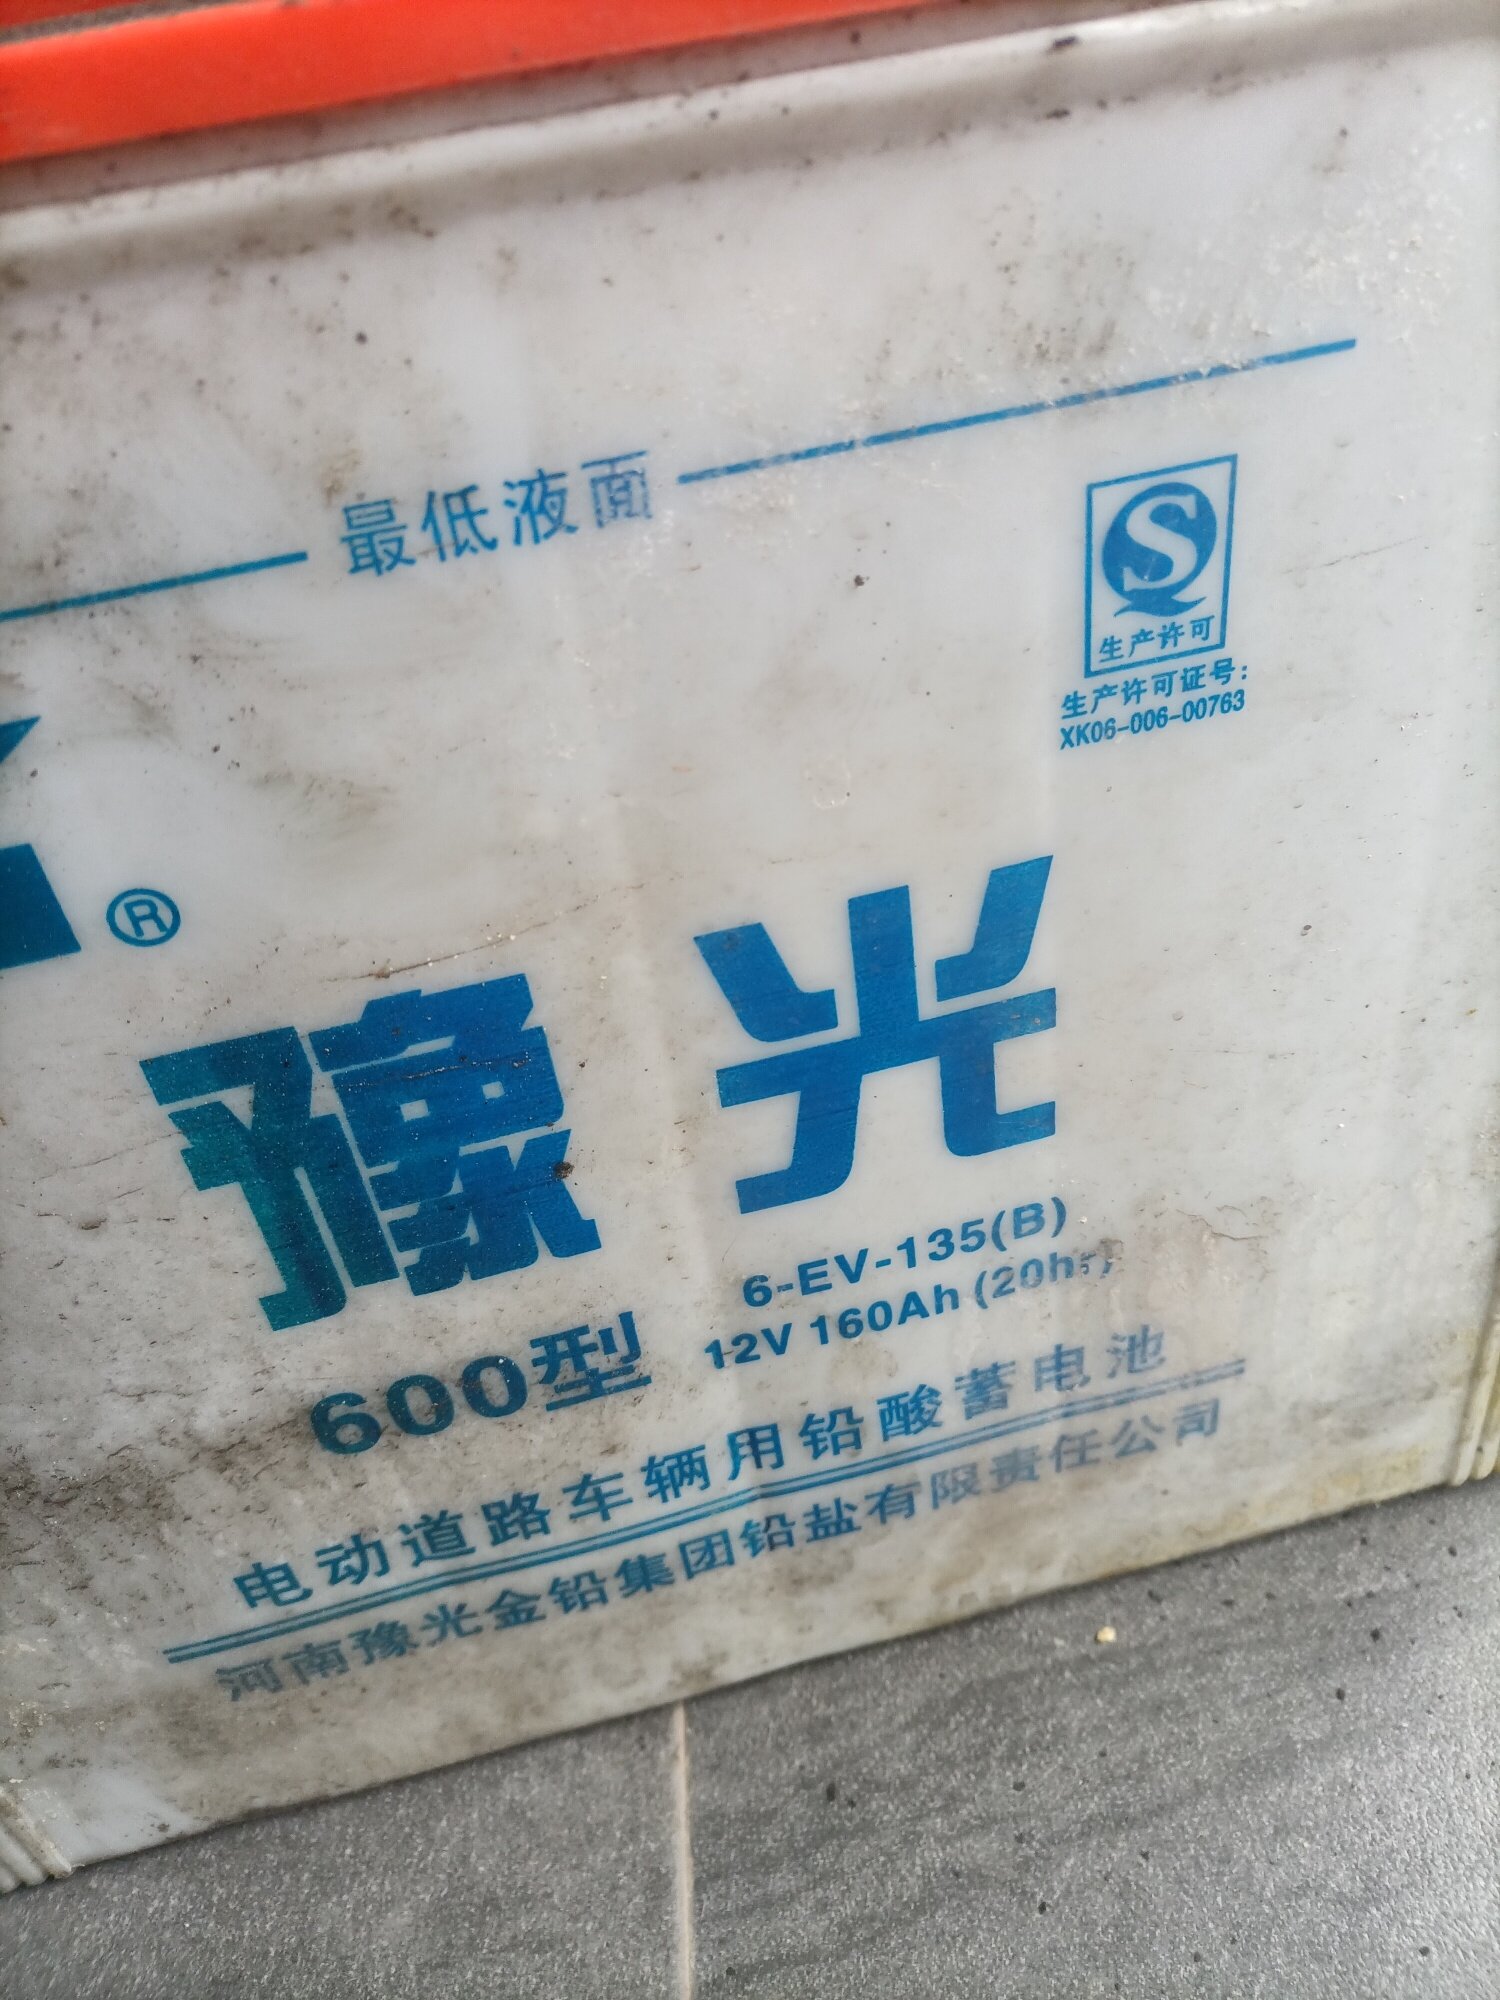 最低液面
生产许可
生产许可证号:
XK06-006-00763
®
豫光
6-EV-135(B)
600型
12V 160Ah (20hr)
电动道路车辆用铅酸蓄电池
河南豫光金铅集团铅盐有限责任公司